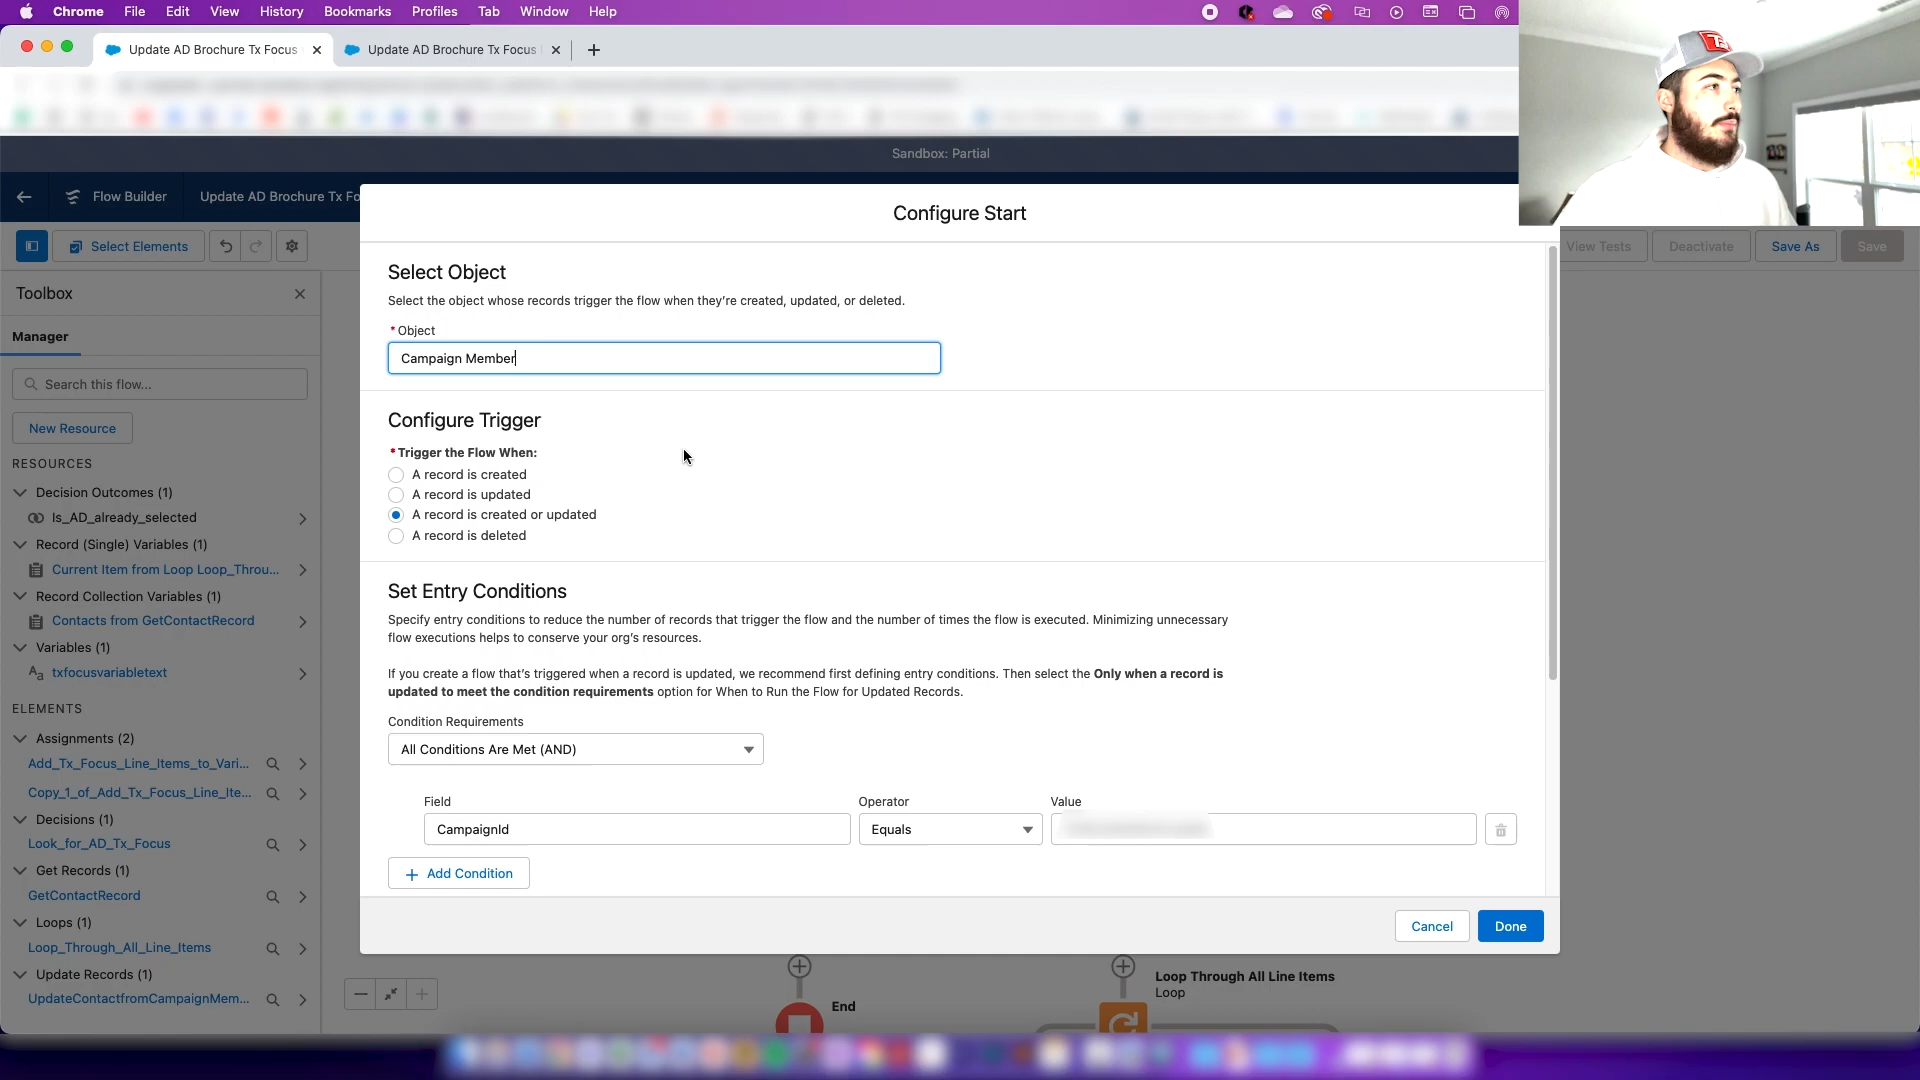 Chrome File Edit View History Bookmarks Profiles Tab Window Help
Update AD Brochure Tx Focus
Update AD Brochure Tx Focus
Sandbox: Partial
Flow Builder
Update AD Brochure Tx Fo
Select Elements
View Tests
Deactivate
Save As
Save
Toolbox
Manager
Search this flow...
New Resource
RESOURCES
Decision Outcomes (1)
Is_AD_already_selected
Record (Single) Variables (1)
Current Item from Loop Loop_Throu...
Record Collection Variables (1)
Contacts from GetContactRecord
Variables (1)
txfocusvariabletext
ELEMENTS
Assignments (2)
Add_Tx_Focus_Line_Items_to_Vari...
Copy_1_of_Add_Tx_Focus_Line_Ite...
Decisions (1)
Look_for_AD_Tx_Focus
Get Records (1)
GetContactRecord
Loops (1)
Loop_Through_All_Line_Items
Update Records (1)
UpdateContactfromCampaignMem...
Configure Start
Select Object
Select the object whose records trigger the flow when they're created, updated, or deleted.
* Object
Campaign Member
Configure Trigger
* Trigger the Flow When:
A record is created
A record is updated
A record is created or updated
A record is deleted
Set Entry Conditions
Specify entry conditions to reduce the number of records that trigger the flow and the number of times the flow is executed. Minimizing unnecessary
flow executions helps to conserve your org's resources.
If you create a flow that's triggered when a record is updated, we recommend first defining entry conditions. Then select the Only when a record is
updated to meet the condition requirements option for When to Run the Flow for Updated Records.
Condition Requirements
All Conditions Are Met (AND)
Field
Operator
Value
CampaignId
Equals
+ Add Condition
Cancel
Done
End
Loop Through All Line Items
Loop